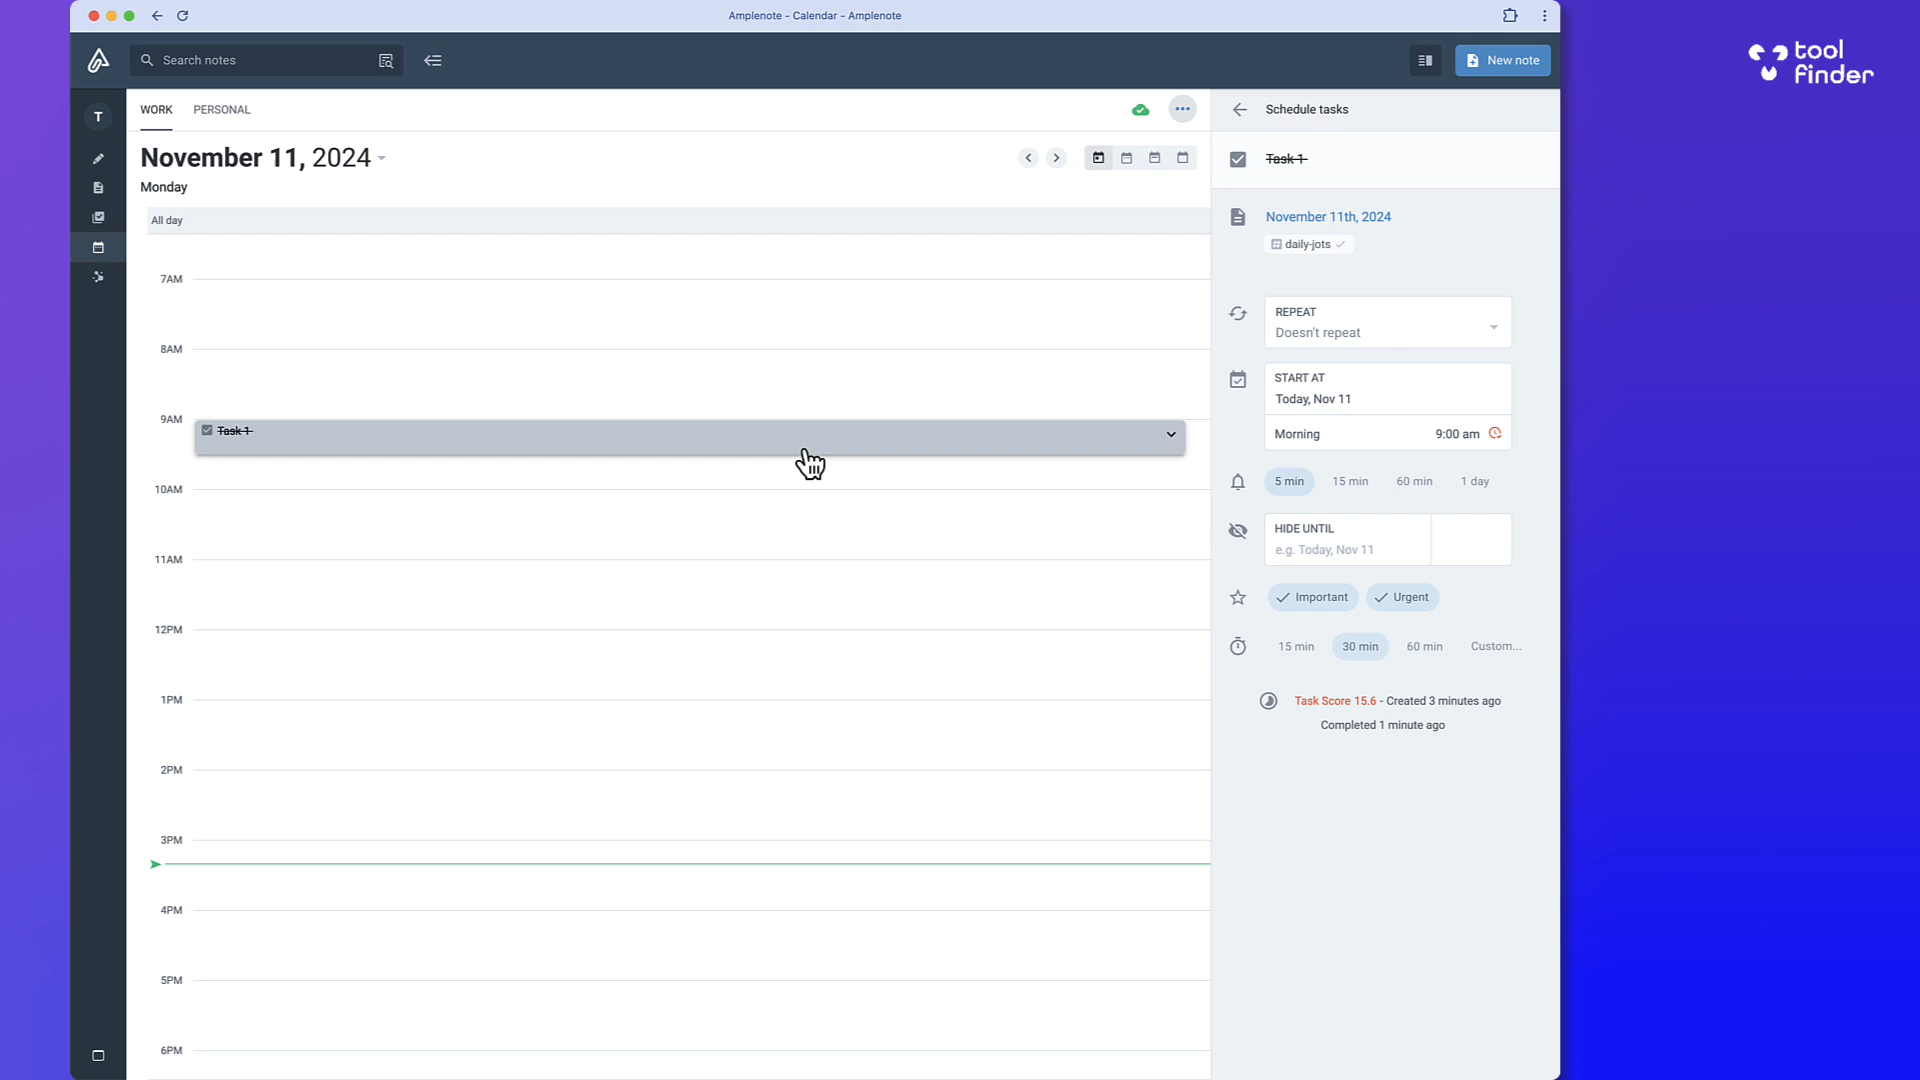 Amplenote - Calendar - Amplenote
tool
finder
Search notes
New note
T
WORK PERSONAL
Schedule tasks
November 11, 2024
Monday
Task 1
All day
November 11th, 2024
daily-jots
7AM
REPEAT
Doesn't repeat
8AM
START AT
Today, Nov 11
9AM
Task 1
Morning 9:00 am
5 min 15 min 60 min 1 day
10AM
HIDE UNTIL
e.g. Today, Nov 11
11AM
Important Urgent
12PM
15 min 30 min 60 min Custom...
1PM
Task Score 15.6 - Created 3 minutes ago
Completed 1 minute ago
2PM
3PM
4PM
5PM
6PM